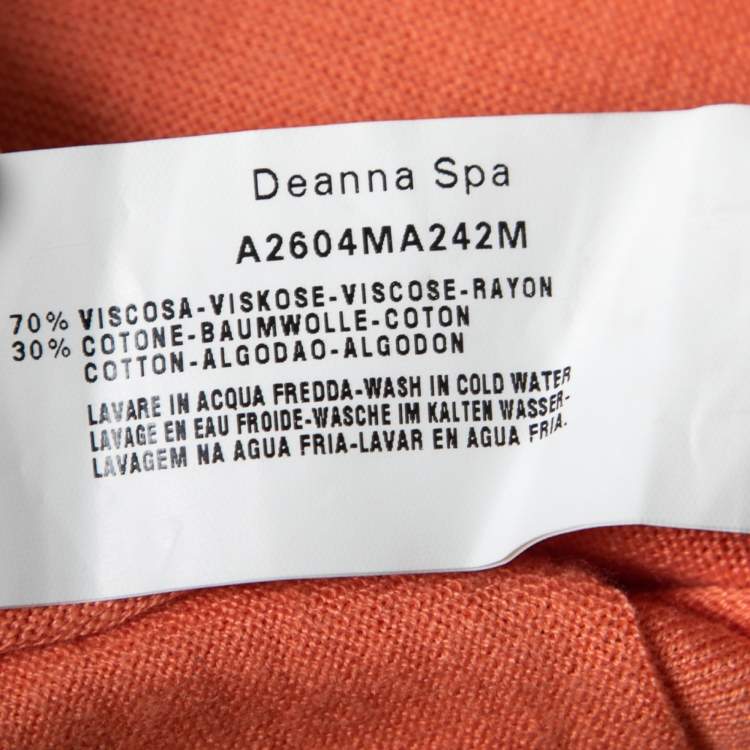 Deanna Spa
A2604MA242M
70% VISCOSA-VISKOSE-VISCOSE-RAYON
30% COTONE-BAUMWOLLE-COTON
COTTON-ALGODAO-ALGODON
LAVARE IN ACQUA FREDDA-WASH IN COLD WATER
LAVAGE EN EAU FROIDE-WASCHE IM KALTEN WASSER-
LAVAGEM NA AGUA FRIA-LAVAR EN AGUA FRIA.